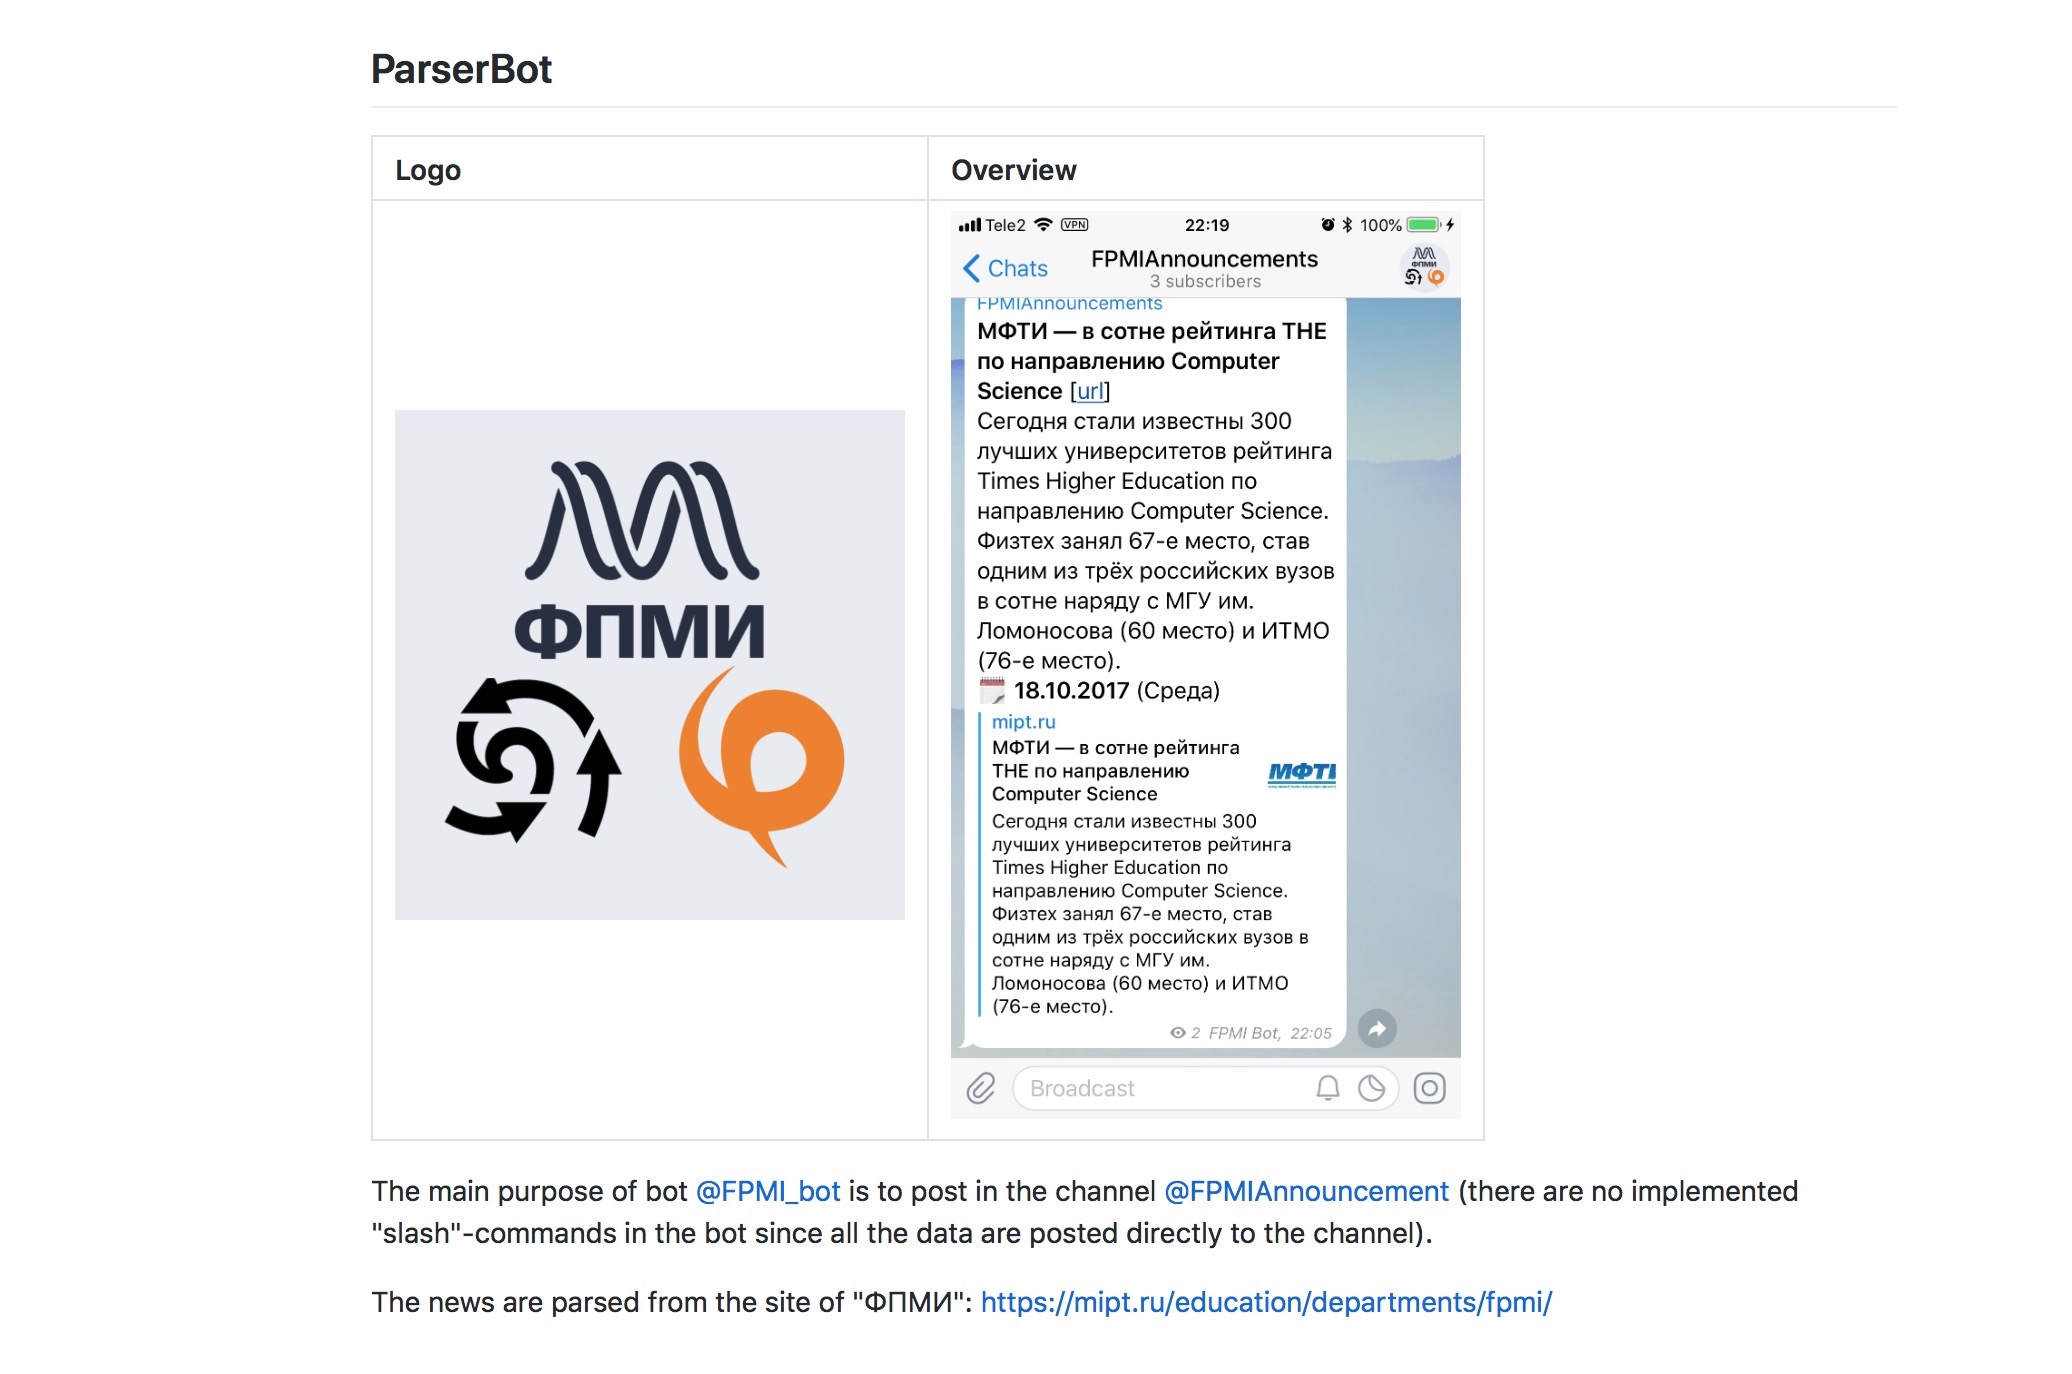 ParserBot
Logo
Overview
ФПМИ
Tele2 VPN 22:19 100%
Chats
FPMIAnnouncements
3 subscribers
ФПМИ
FPMIAnnouncements
МФТИ — в сотне рейтинга THE
по направлению Computer
Science [url]
Сегодня стали известны 300
лучших университетов рейтинга
Times Higher Education по
направлению Computer Science.
Физтех занял 67-е место, став
одним из трёх российских вузов
в сотне наряду с МГУ им.
Ломоносова (60 место) и ИТМО
(76-е место).
18.10.2017 (Среда)
mipt.ru
МФТИ — в сотне рейтинга
THE по направлению
Computer Science
МФТИ
Сегодня стали известны 300
лучших университетов рейтинга
Times Higher Education по
направлению Computer Science.
Физтех занял 67-е место, став
одним из трёх российских вузов в
сотне наряду с МГУ им.
Ломоносова (60 место) и ИТМО
(76-е место).
2 FPMI Bot, 22:05
Broadcast
The main purpose of bot @FPMI_bot is to post in the channel @FPMIAnnouncement (there are no implemented
"slash"-commands in the bot since all the data are posted directly to the channel).
The news are parsed from the site of "ФПМИ": https://mipt.ru/education/departments/fpmi/